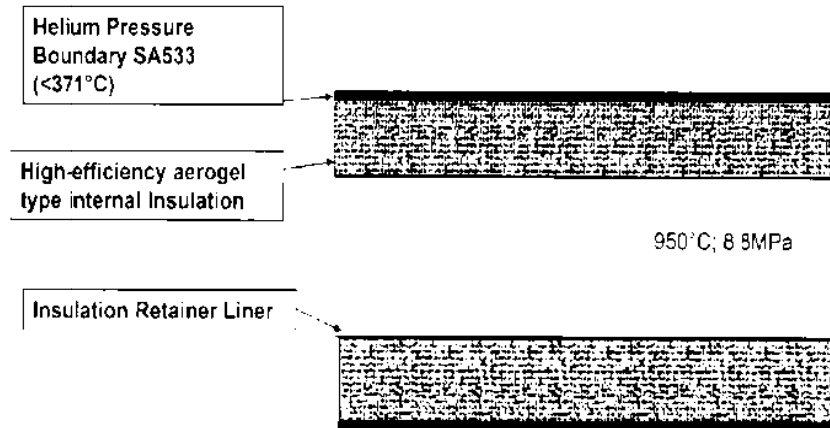 Helium Pressure
Boundary SA533
(<371°C)
High-efficiency aerogel
type internal Insulation
950°C; 8 8MPa
Insulation Retainer Liner